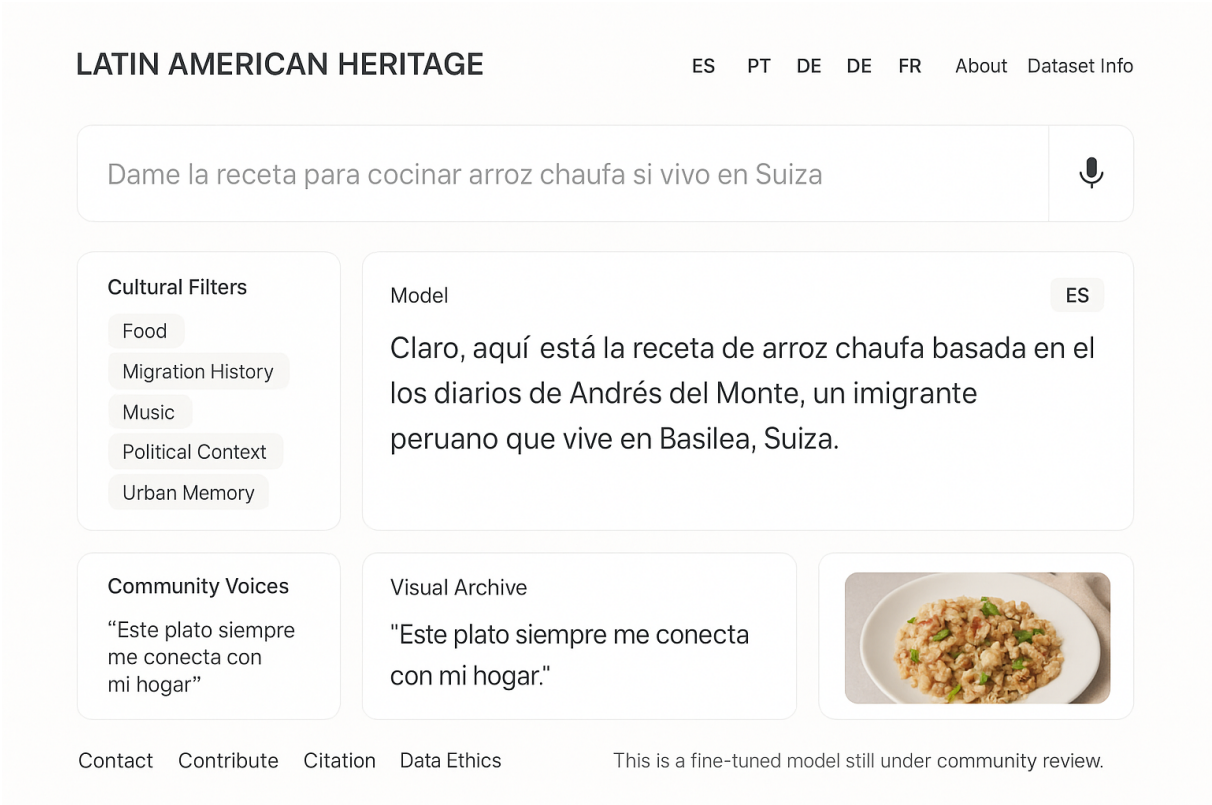 LATIN AMERICAN HERITAGE
ES PT DE DE FR About Dataset Info
Dame la receta para cocinar arroz chaufa si vivo en Suiza
Cultural Filters
Food
Migration History
Music
Political Context
Urban Memory
Model
ES
Claro, aquí está la receta de arroz chaufa basada en el
los diarios de Andrés del Monte, un imigrante
peruano que vive en Basilea, Suiza.
Community Voices
“Este plato siempre
me conecta con
mi hogar”
Visual Archive
"Este plato siempre me conecta
con mi hogar."
Contact Contribute Citation Data Ethics
This is a fine-tuned model still under community review.